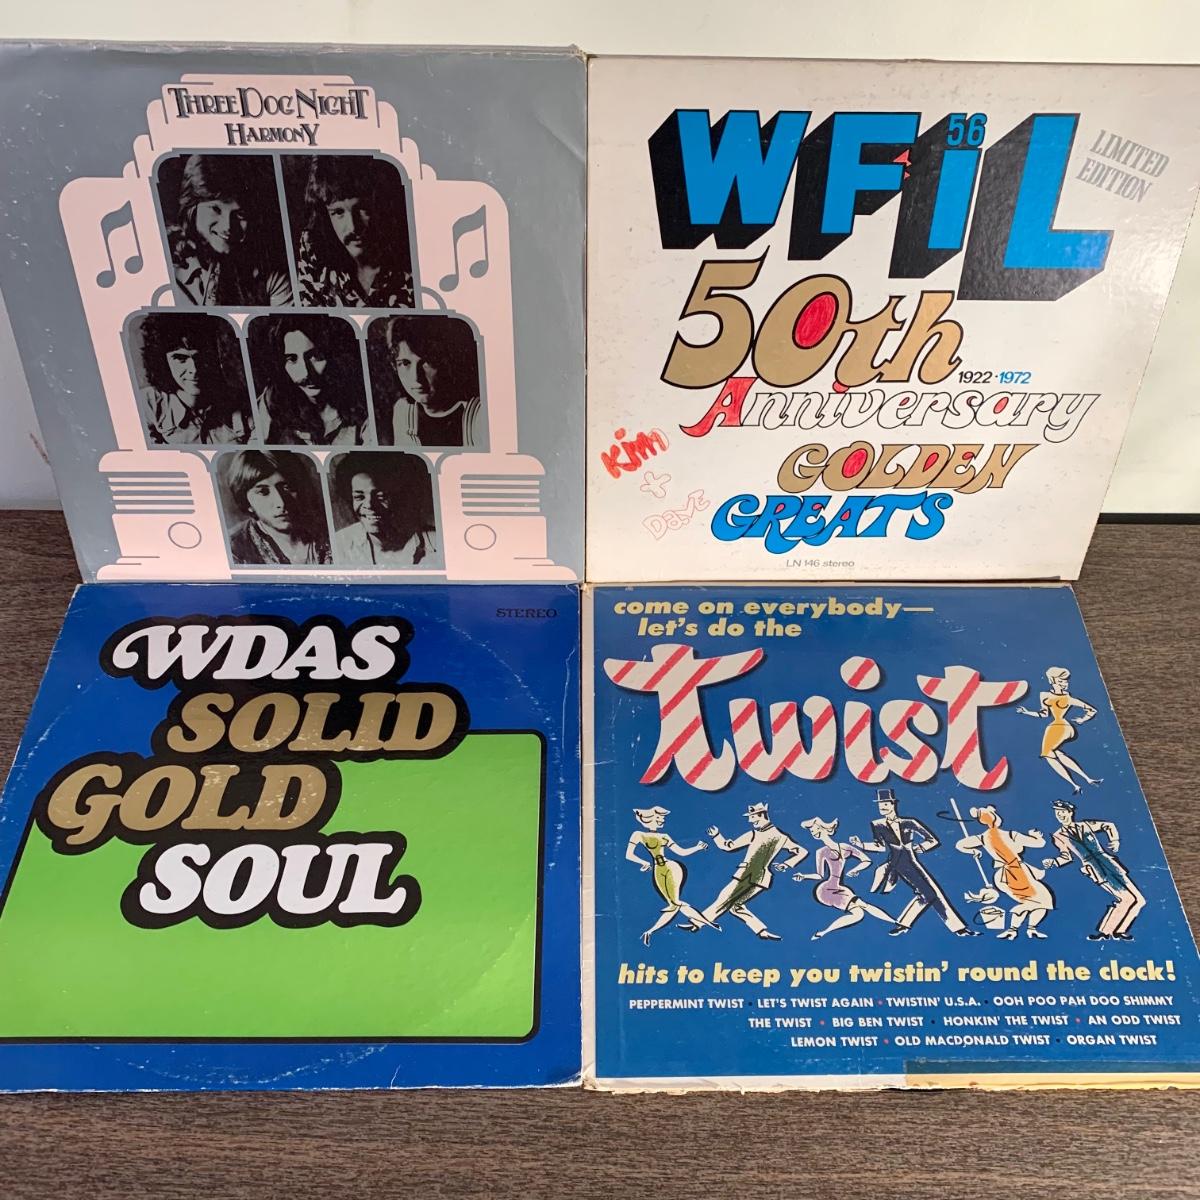 THREE DOG NIGHT
HARMONY
WFIL
56
LIMITED
EDITION
50th
1922·1972
Anniversary
GOLDEN
GREATS
Kim
+
Dave
LN 146 stereo
STEREO
WDAS
SOLID
GOLD
SOUL
come on everybody—
let's do the
Twist
hits to keep you twistin' round the clock!
PEPPERMINT TWIST • LET'S TWIST AGAIN • TWISTIN' U.S.A. • OOH POO PAH DOO SHIMMY
THE TWIST • BIG BEN TWIST • HONKIN' THE TWIST • AN ODD TWIST
LEMON TWIST • OLD MACDONALD TWIST • ORGAN TWIST